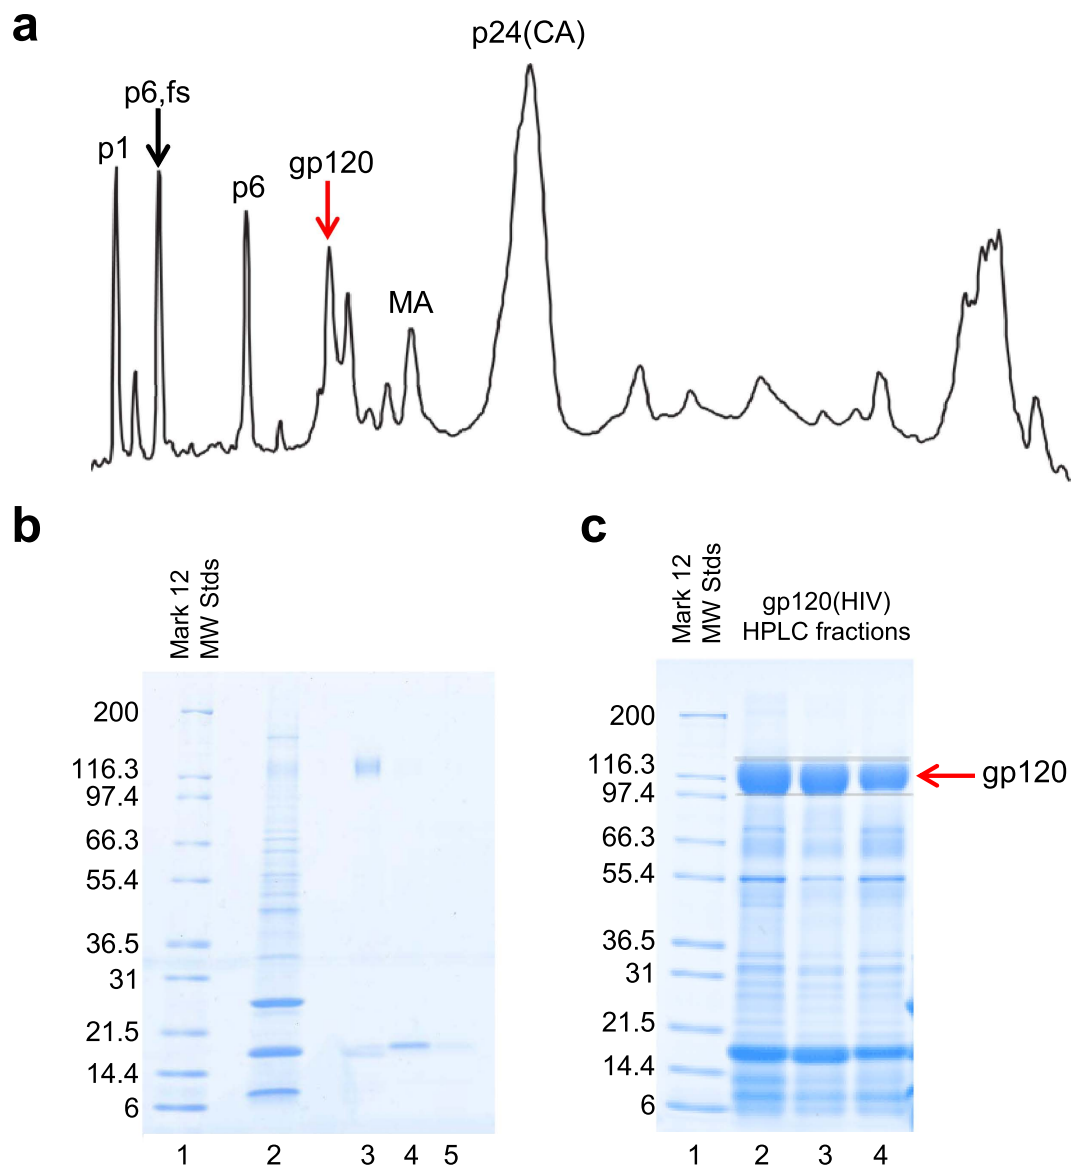 a
p24(CA)
p6,fs
p1
gp120
p6
MA
b
Mark 12
MW Stds
200
116.3
97.4
66.3
55.4
36.5
31
21.5
14.4
6
1 2 3 4 5
c
Mark 12
MW Stds
gp120(HIV)
HPLC fractions
200
116.3
97.4
66.3
55.4
36.5
31
21.5
14.4
6
gp120
1 2 3 4